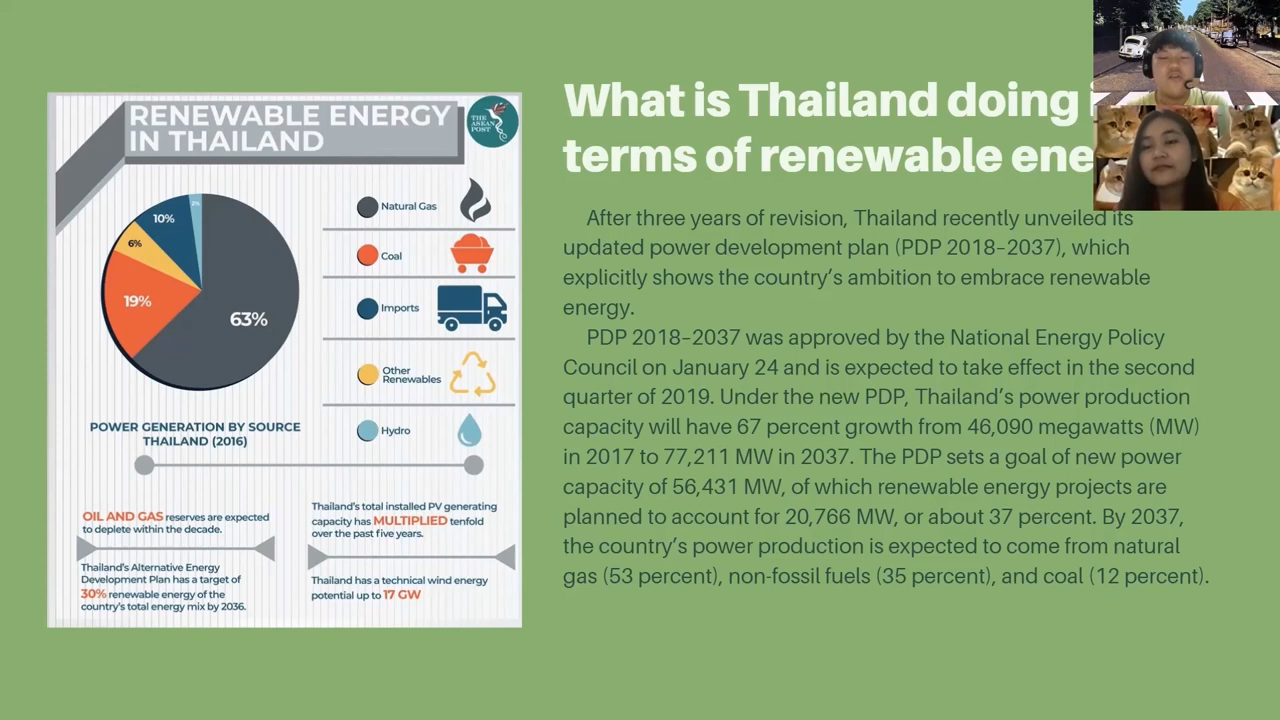 RENEWABLE ENERGY
IN THAILAND
THE
ASEAN
POST
2%
10%
6%
19%
63%
Natural Gas
Coal
Imports
Other
Renewables
Hydro
POWER GENERATION BY SOURCE
THAILAND (2016)
OIL AND GAS reserves are expected
to deplete within the decade.
Thailand's Alternative Energy
Development Plan has a target of
30% renewable energy of the
country's total energy mix by 2036.
Thailand's total installed PV generating
capacity has MULTIPLIED tenfold
over the past five years.
Thailand has a technical wind energy
potential up to 17 GW
What is Thailand doing
terms of renewable ene
After three years of revision, Thailand recently unveiled its
updated power development plan (PDP 2018–2037), which
explicitly shows the country's ambition to embrace renewable
energy.
PDP 2018–2037 was approved by the National Energy Policy
Council on January 24 and is expected to take effect in the second
quarter of 2019. Under the new PDP, Thailand's power production
capacity will have 67 percent growth from 46,090 megawatts (MW)
in 2017 to 77,211 MW in 2037. The PDP sets a goal of new power
capacity of 56,431 MW, of which renewable energy projects are
planned to account for 20,766 MW, or about 37 percent. By 2037,
the country's power production is expected to come from natural
gas (53 percent), non-fossil fuels (35 percent), and coal (12 percent).